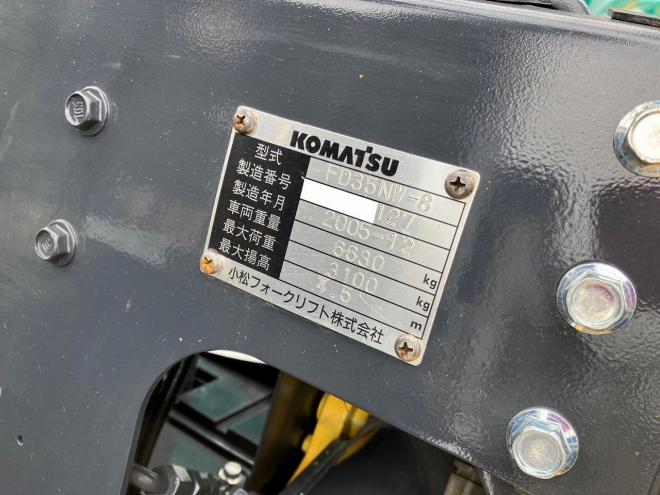 KOMATSU
型式 FD35NW-8
製造番号 127
製造年月 2005-12
車両重量 6630 kg
最大荷重 3100 kg
最大揚高 4.5 m
小松フォークリフト株式会社